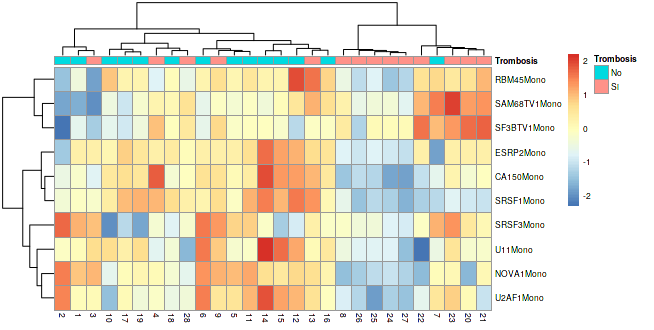 Trombosis
Trombosis
No
SI
RBM45Mono
SAM68TV1Mono
SF3BTV1Mono
ESRP2Mono
CA150Mono
SRSF1Mono
SRSF3Mono
U11Mono
NOVA1Mono
U2AF1Mono
2
1
0
-1
-2
2 1 3 10 17 19 4 18 28 6 9 5 11 14 15 12 13 16 8 26 25 24 27 22 7 23 20 21